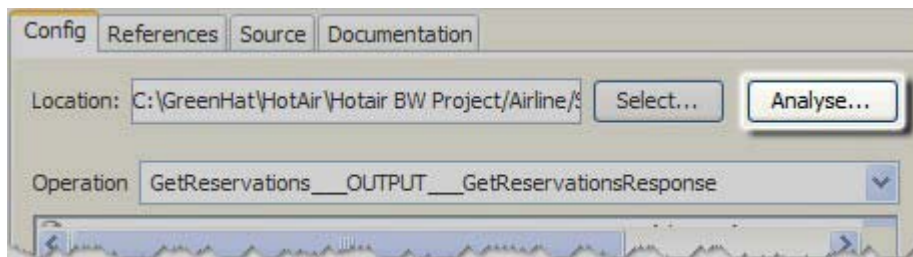 Config References Source Documentation
Location: C:\GreenHat\HotAir\Hotair BW Project/Airline/ Select... Analyse...
Operation GetReservations___OUTPUT___GetReservationsResponse